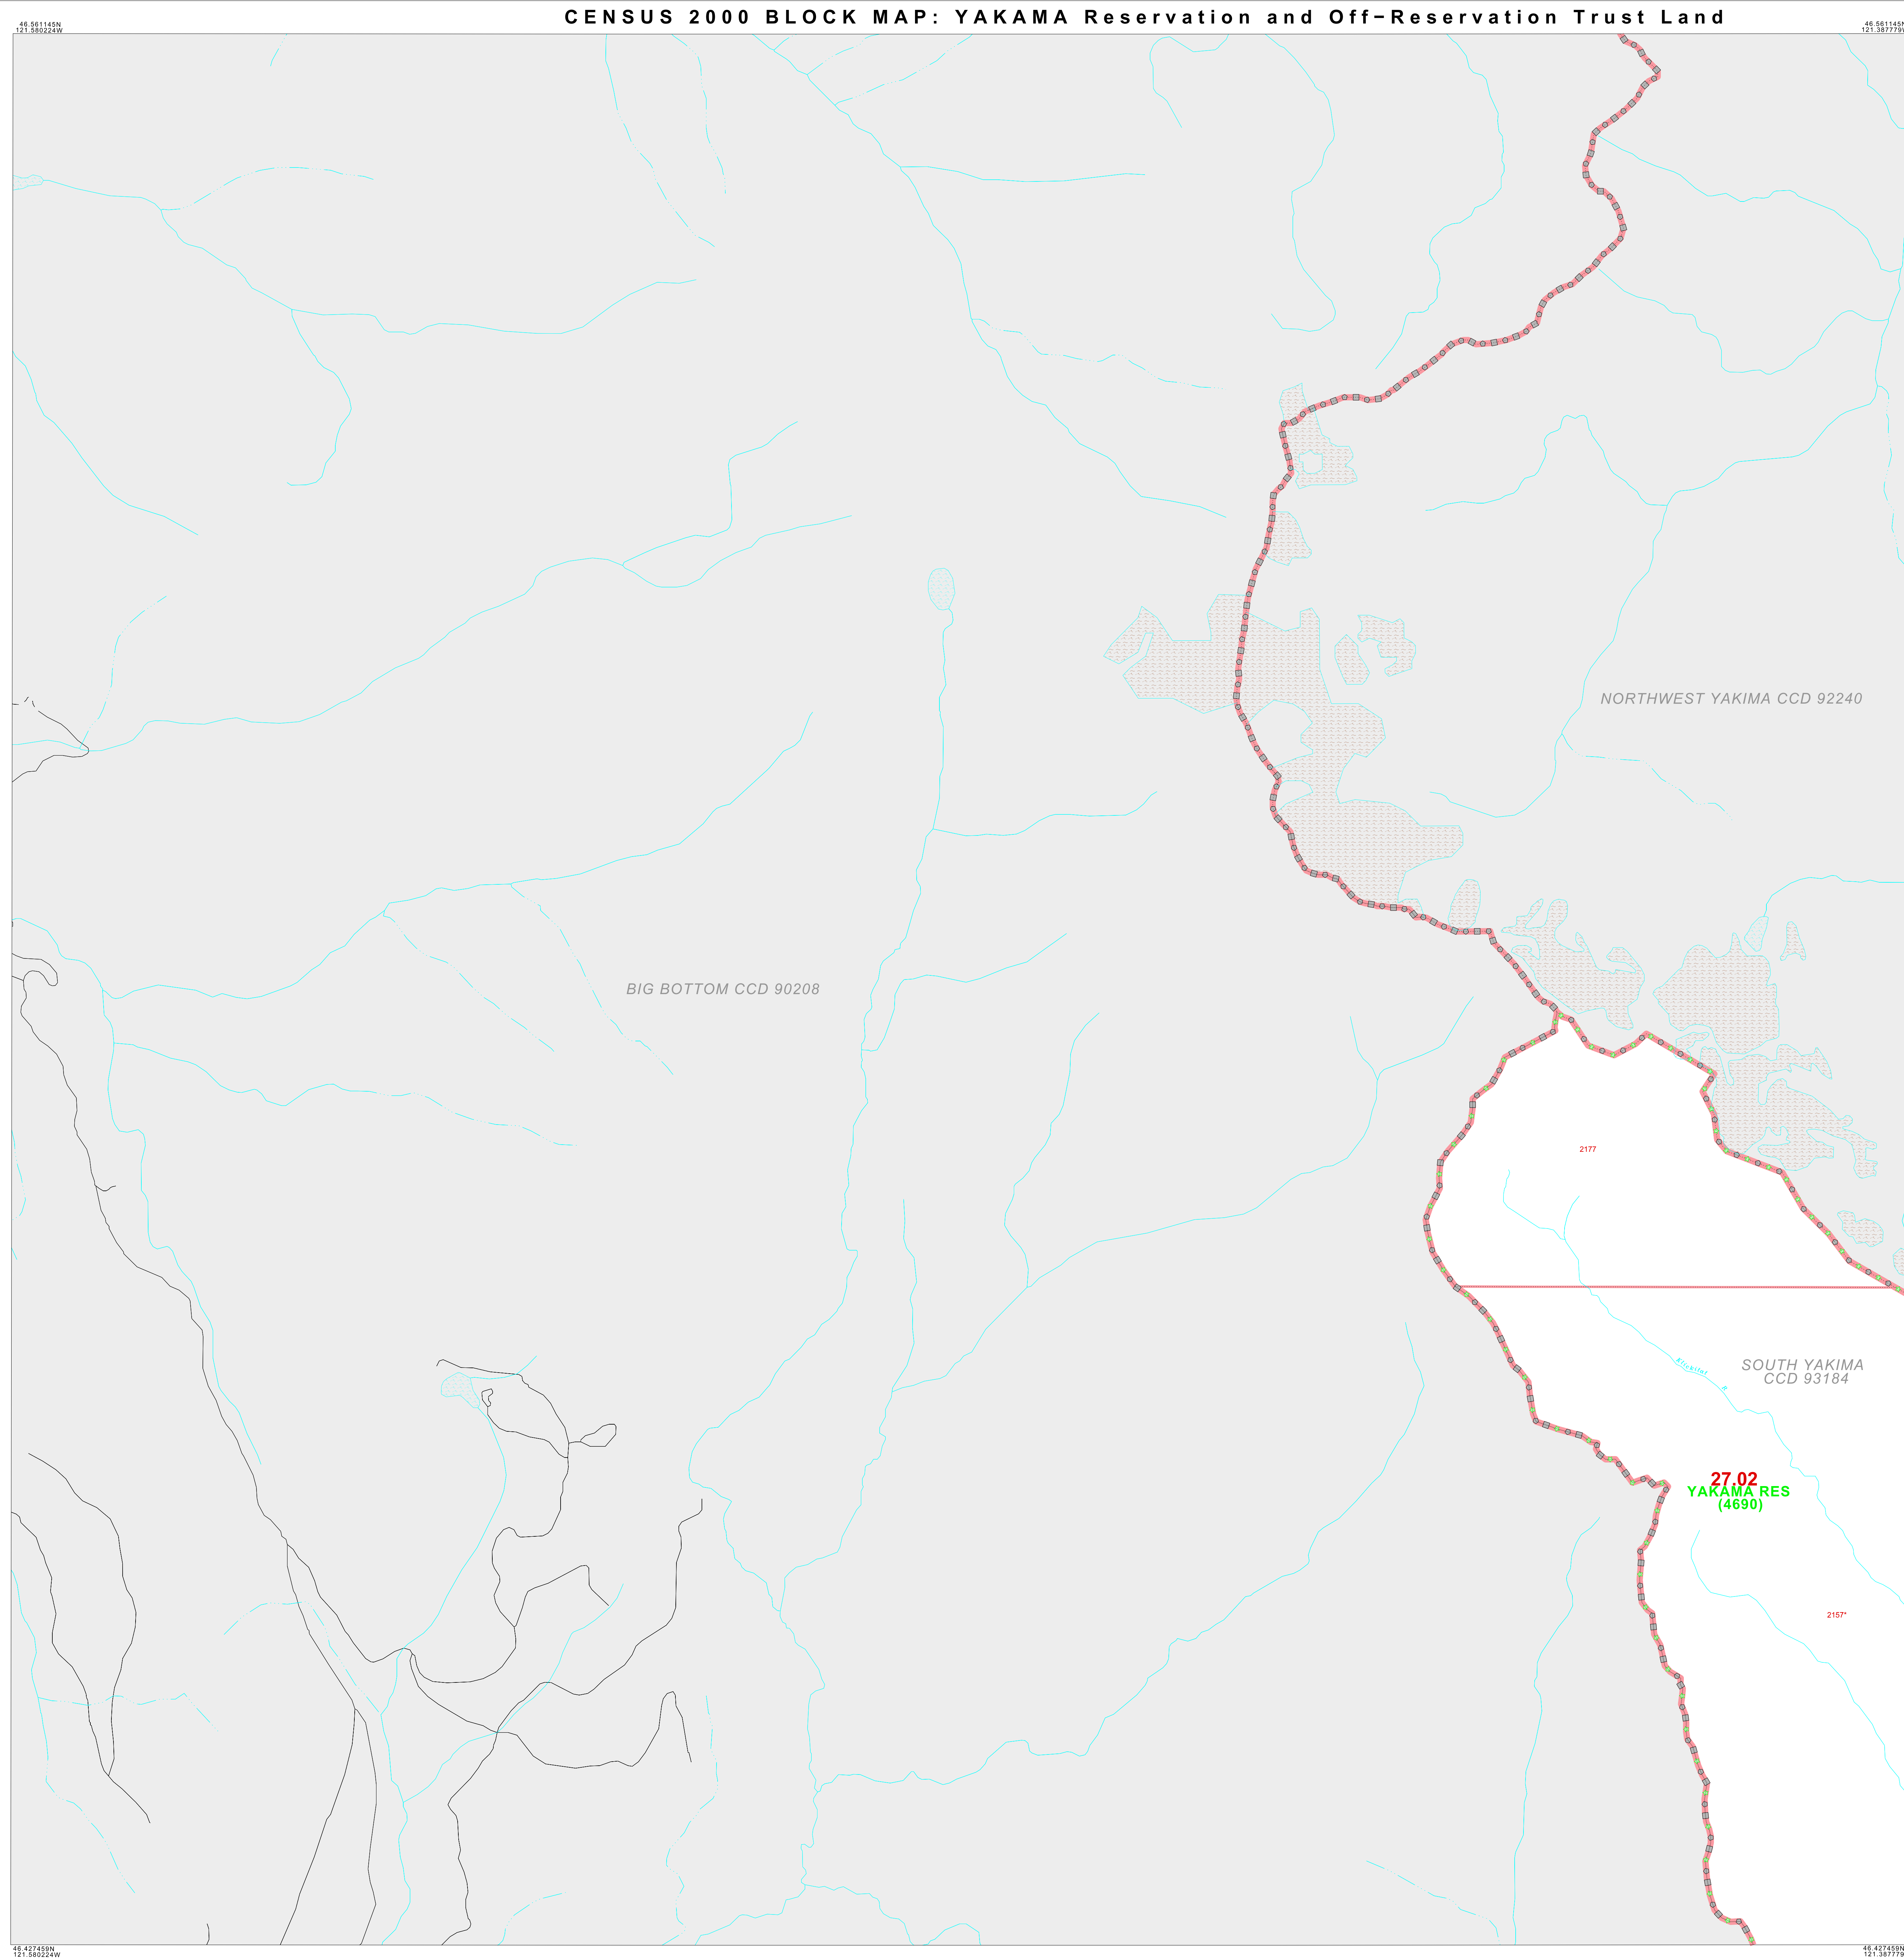 CENSUS 2000 BLOCK MAP: YAKAMA Reservation and Off−Reservation Trust Land
46.561145N
121.580224W
46.561145N
121.387779W
NORTHWEST YAKIMA CCD 92240
BIG BOTTOM CCD 90208
2177
SOUTH YAKIMA
CCD 93184
27.02
YAKAMA RES
(4690)
2157*
46.427459N
121.580224W
46.427459N
121.387779